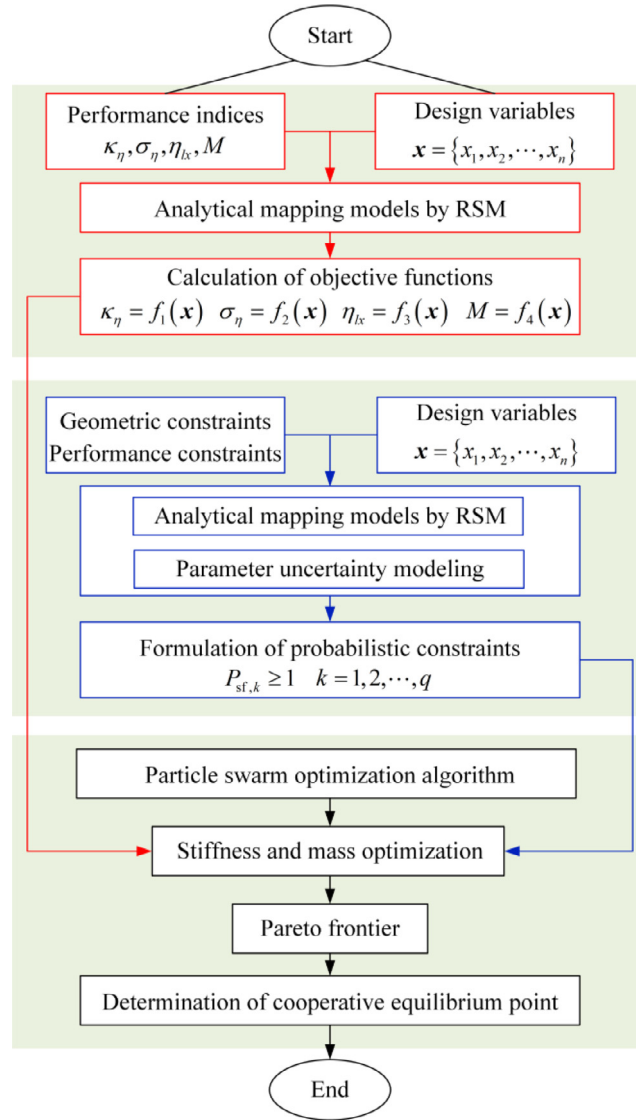 Start
Performance indices
κ_η, σ_η, η_lx, M
Design variables
x = {x_1, x_2, ⋯, x_n}
Analytical mapping models by RSM
Calculation of objective functions
κ_η = f_1(x) σ_η = f_2(x) η_lx = f_3(x) M = f_4(x)
Geometric constraints
Performance constraints
Design variables
x = {x_1, x_2, ⋯, x_n}
Analytical mapping models by RSM
Parameter uncertainty modeling
Formulation of probabilistic constraints
P_sf,k ≥ 1 k = 1, 2, ⋯, q
Particle swarm optimization algorithm
Stiffness and mass optimization
Pareto frontier
Determination of cooperative equilibrium point
End